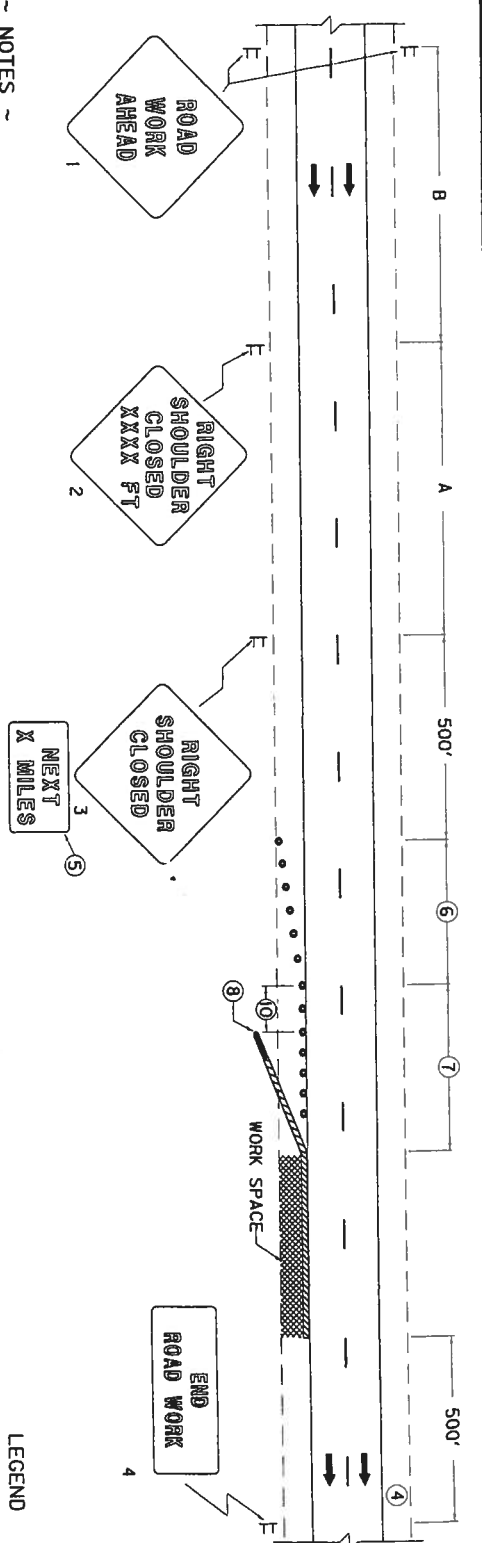 B
A
500'
⑥
⑦
500'
④
ROAD
WORK
AHEAD
1
RIGHT
SHOULDER
CLOSED
XXXX FT
2
RIGHT
SHOULDER
CLOSED
3
NEXT
X MILES
⑤
⑧
⑩
WORK SPACE
END
ROAD WORK
4
~ NOTES ~
LEGEND